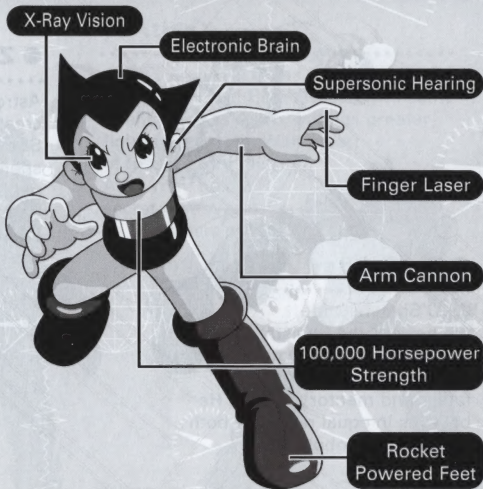 X-Ray Vision
Electronic Brain
Supersonic Hearing
Finger Laser
Arm Cannon
100,000 Horsepower
Strength
Rocket
Powered Feet